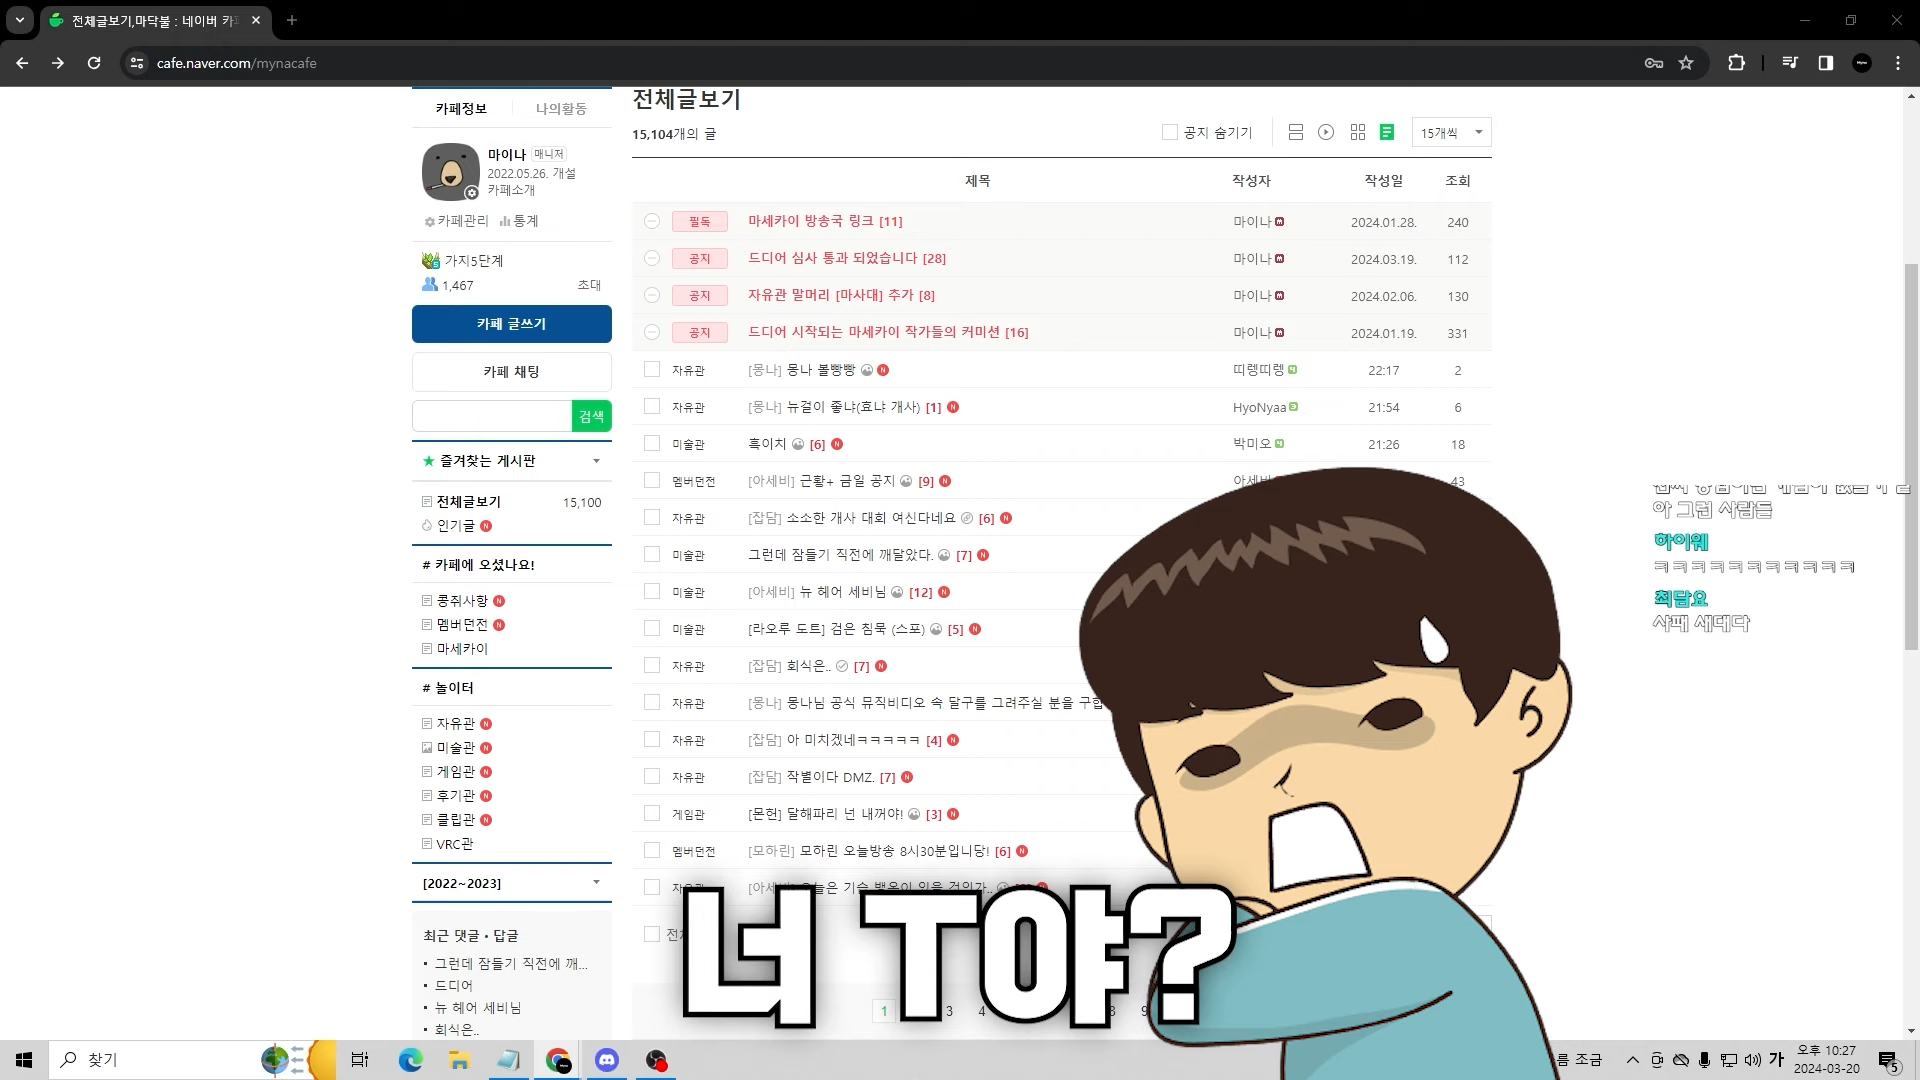 전체글보기,마닥불 : 네이버 카
cafe.naver.com/mynacafe
카페정보
나의활동
마이나 매니저
2022.05.26. 개설
카페소개
카페관리
통계
가지5단계
1,467
초대
카페 글쓰기
카페 채팅
검색
즐겨찾는 게시판
전체글보기 15,100
인기글
# 카페에 오셨나요!
콩쥐사항
멤버던전
마세카이
# 놀이터
자유관
미술관
게임관
후기관
클립관
VRC관
[2022~2023]
최근 댓글 • 답글
그런데 잠들기 직전에 깨...
드디어
뉴 헤어 세비님
회식은..
전체글보기
15,104개의 글
공지 숨기기
15개씩
제목 작성자 작성일 조회
필독 마세카이 방송국 링크 [11] 마이나 2024.01.28. 240
공지 드디어 심사 통과 되었습니다 [28] 마이나 2024.03.19. 112
공지 자유관 말머리 [마사대] 추가 [8] 마이나 2024.02.06. 130
공지 드디어 시작되는 마세카이 작가들의 커미션 [16] 마이나 2024.01.19. 331
자유관 [몽나] 몽나 볼빵빵 띠렝띠렝 22:17 2
자유관 [몽나] 뉴걸이 좋냐(효냐 개사) [1] HyoNyaa 21:54 6
미술관 흑이치 [6] 박미오 21:26 18
멤버던전 [아세비] 근황+ 금일 공지 [9] 아세비 43
자유관 [잡담] 소소한 개사 대회 여신다네요 [6]
미술관 그런데 잠들기 직전에 깨달았다. [7]
미술관 [아세비] 뉴 헤어 세비님 [12]
미술관 [라오루 도트] 검은 침묵 (스포) [5]
자유관 [잡담] 회식은.. [7]
자유관 [몽나] 몽나님 공식 뮤직비디오 속 달구를 그려주실 분을 구합
자유관 [잡담] 아 미치겠네ㅋㅋㅋㅋㅋ [4]
자유관 [잡담] 작별이다 DMZ. [7]
게임관 [몬헌] 달해파리 넌 내꺼야! [3]
멤버던전 [모하린] 모하린 오늘방송 8시30분입니당! [6]
1 3 4 8 9
너 T야?
아 그런 사람들
하이웨
ㅋㅋㅋㅋㅋㅋㅋㅋㅋㅋㅋ
최담요
샤패 새대다
찾기
름 조금
가
오후 10:27
2024-03-20
5